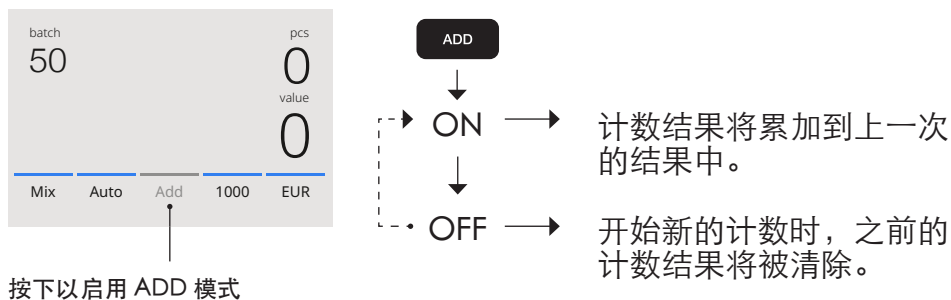 batch
50
pcs
0
value
0
Mix Auto Add 1000 EUR
按下以启用 ADD 模式
ADD
ON
计数结果将累加到上一次
的结果中。
OFF
开始新的计数时，之前的
计数结果将被清除。